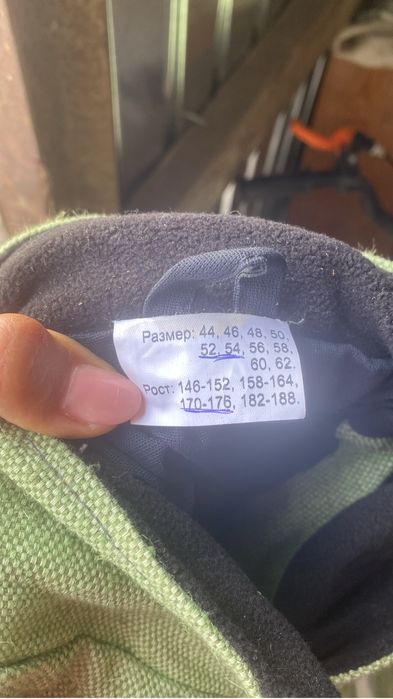 Размер: 44, 46, 48, 50,
52, 54, 56, 58,
60, 62.
Рост: 146-152, 158-164,
170-176, 182-188.